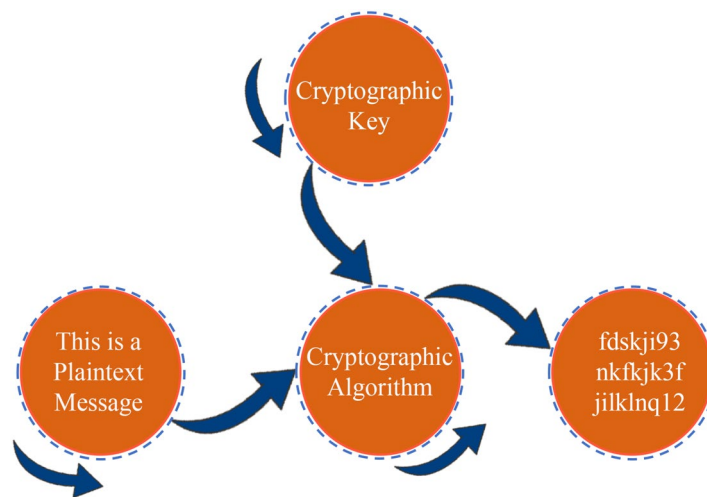 Cryptographic
Key
This is a
Plaintext
Message
Cryptographic
Algorithm
fdskji93
nkfkjk3f
jilklnq12